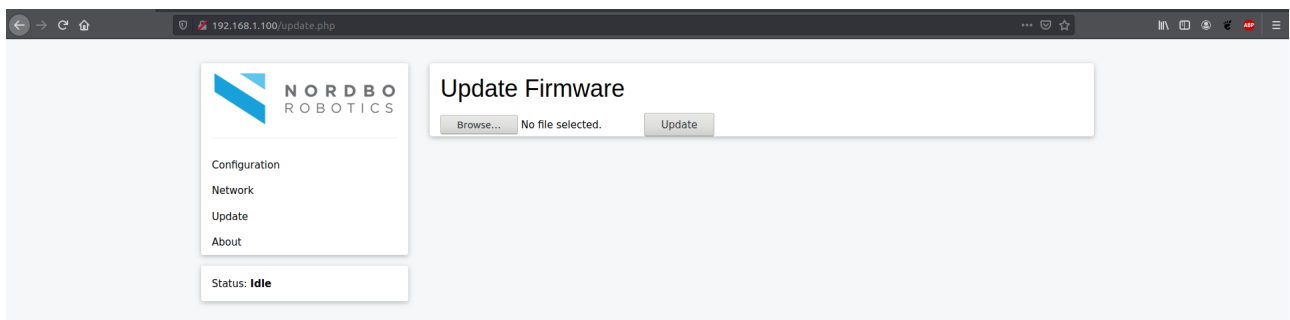 192.168.1.100/update.php
ABP
NORDBO
ROBOTICS
Configuration
Network
Update
About
Status: Idle
Update Firmware
Browse... No file selected. Update